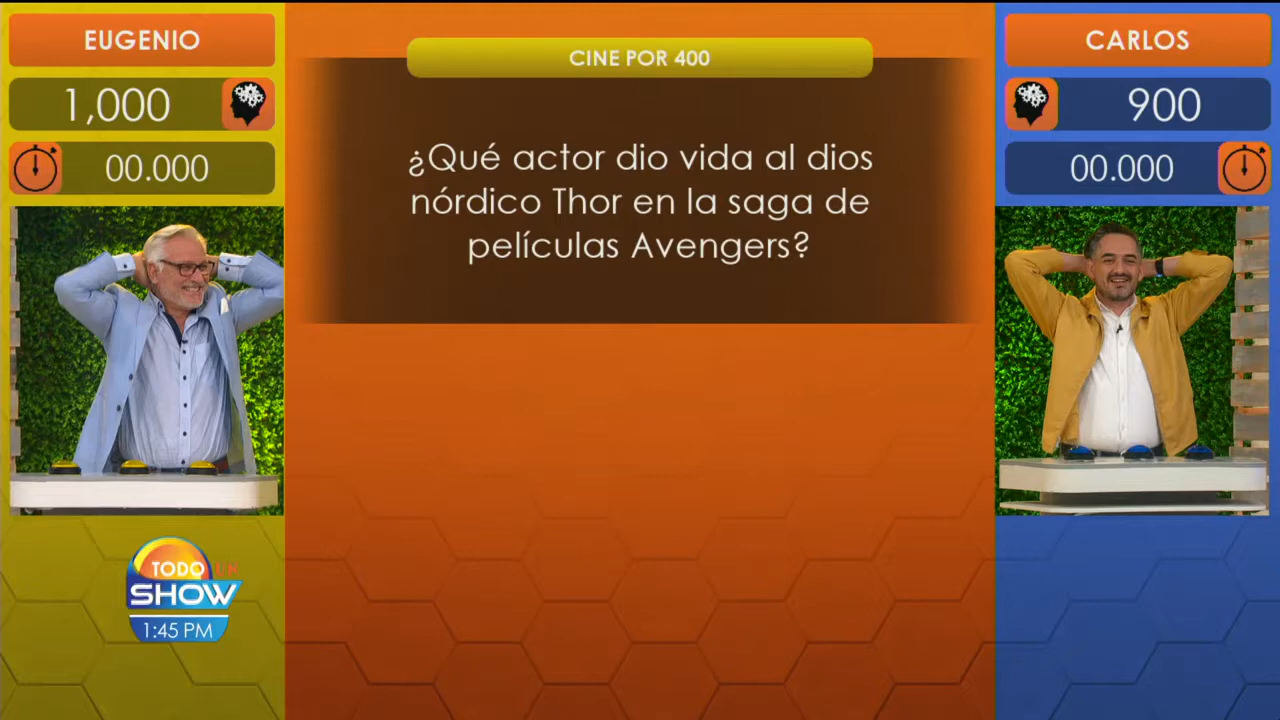 EUGENIO
1,000
00.000
CINE POR 400
¿Qué actor dio vida al dios
nórdico Thor en la saga de
películas Avengers?
CARLOS
900
00.000
TODO UN
SHOW
1:45 PM